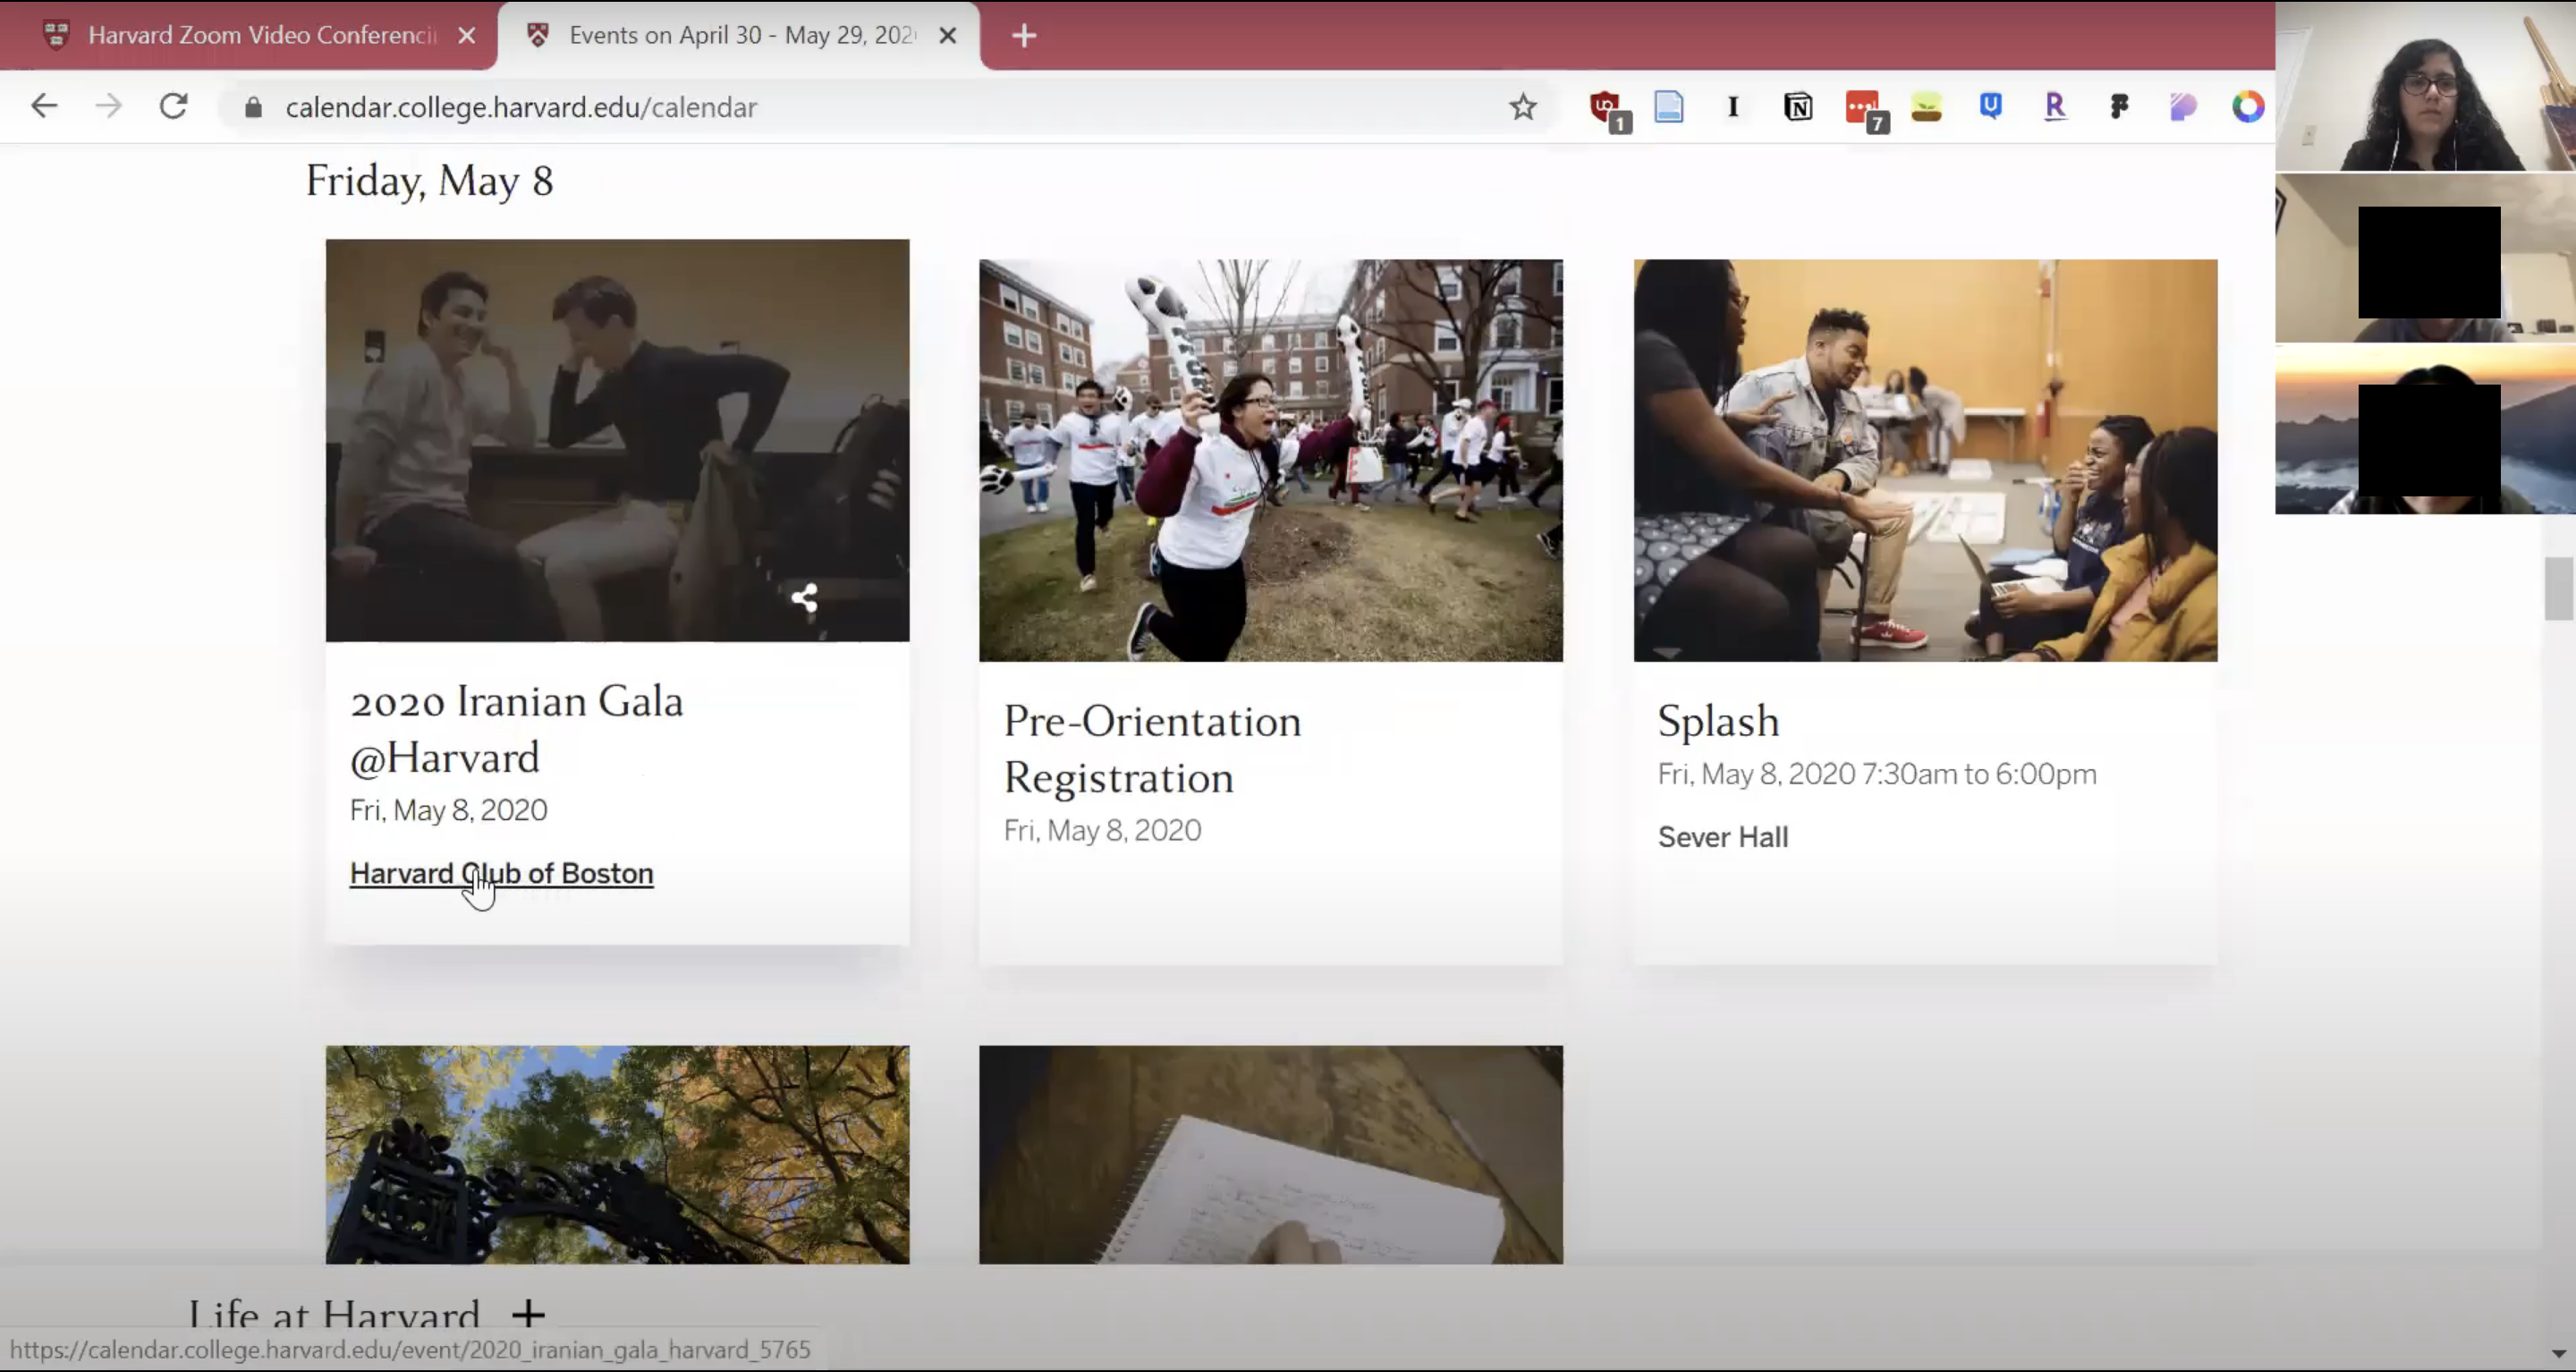 Harvard Zoom Video Conferenci
Events on April 30 - May 29, 202
calendar.college.harvard.edu/calendar
1
I
N
7
U
R
Friday, May 8
2020 Iranian Gala
@Harvard
Fri, May 8, 2020
Harvard Club of Boston
Pre-Orientation
Registration
Fri, May 8, 2020
Splash
Fri, May 8, 2020 7:30am to 6:00pm
Sever Hall
Life at Harvard +
https://calendar.college.harvard.edu/event/2020_iranian_gala_harvard_5765